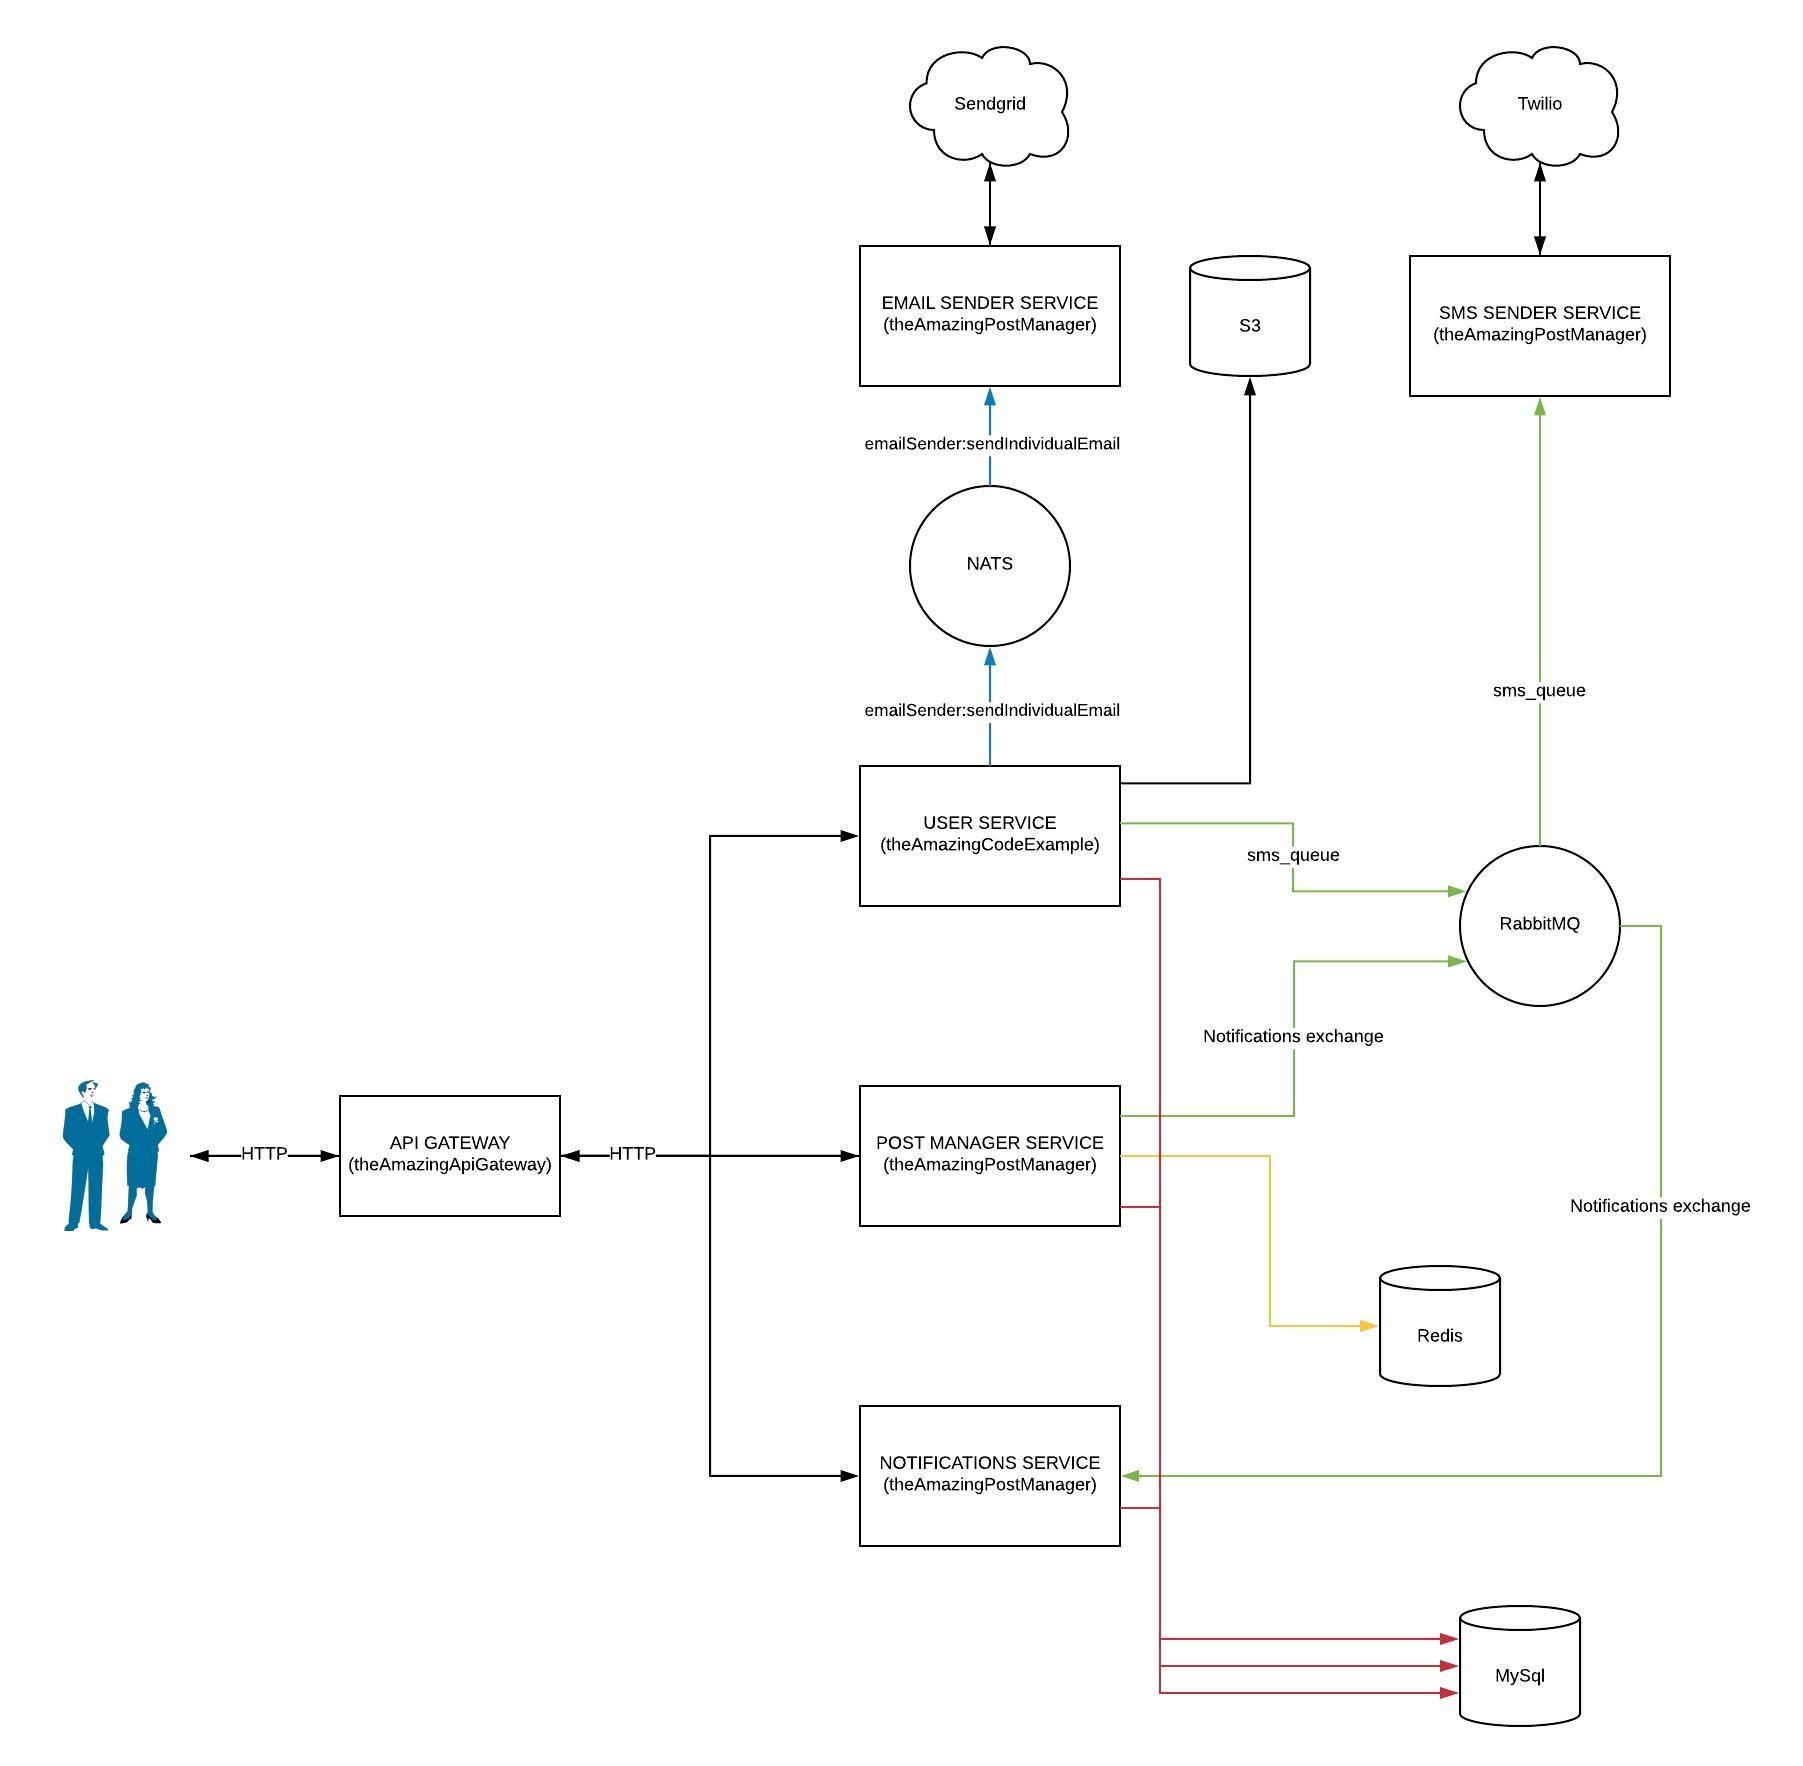 Sendgrid
Twilio
EMAIL SENDER SERVICE
(theAmazingPostManager)
S3
SMS SENDER SERVICE
(theAmazingPostManager)
emailSender:sendIndividualEmail
NATS
emailSender:sendIndividualEmail
sms_queue
USER SERVICE
(theAmazingCodeExample)
sms_queue
RabbitMQ
Notifications exchange
HTTP
API GATEWAY
(theAmazingApiGateway)
HTTP
POST MANAGER SERVICE
(theAmazingPostManager)
Notifications exchange
Redis
NOTIFICATIONS SERVICE
(theAmazingPostManager)
MySql